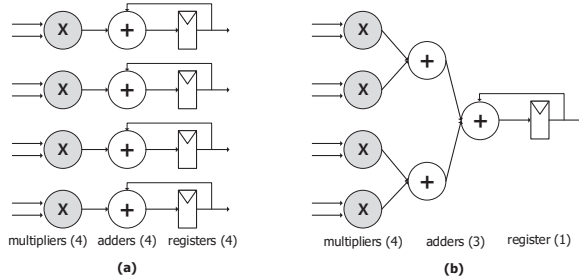 X + X
X + + X
X X
X + + X
multipliers (4) adders (4) registers (4) multipliers (4) adders (3) register (1)
(a) (b)